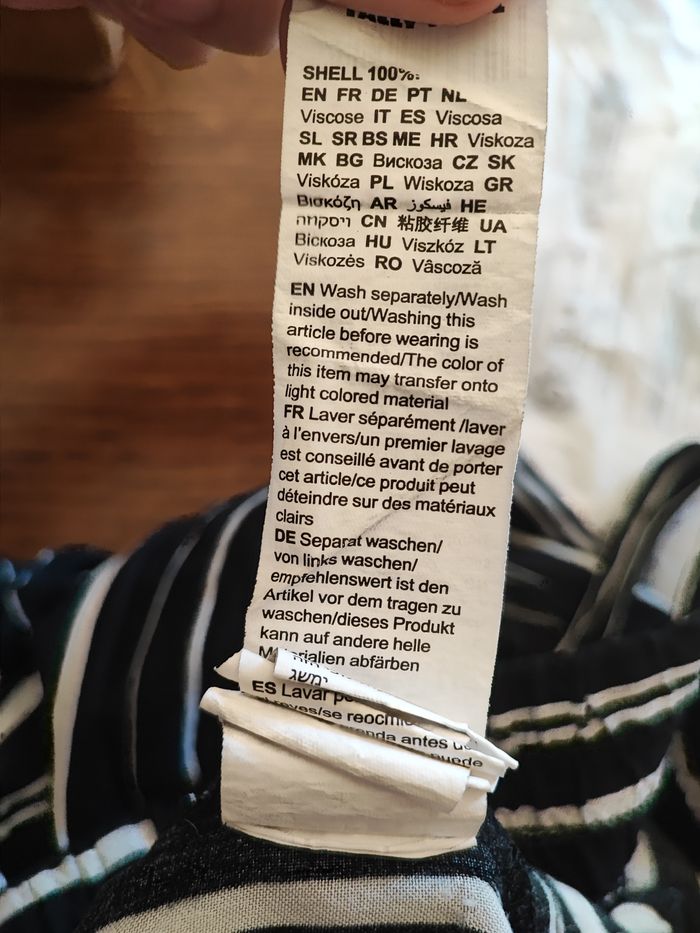 SHELL 100%:
EN FR DE PT NL
Viscose IT ES Viscosa
SL SR BS ME HR Viskoza
MK BG Вискоза CZ SK
Viskóza PL Wiskoza GR
Βισκόζη AR فيسكوز HE
ויסקוזה CN 粘胶纤维 UA
Віскоза HU Viszkóz LT
Viskozės RO Vâscoză
EN Wash separately/Wash
inside out/Washing this
article before wearing is
recommended/The color of
this item may transfer onto
light colored material
FR Laver séparément /laver
à l'envers/un premier lavage
est conseillé avant de porter
cet article/ce produit peut
déteindre sur des matériaux
clairs
DE Separat waschen/
von links waschen/
empfehlenswert ist den
Artikel vor dem tragen zu
waschen/dieses Produkt
kann auf andere helle
Materialien abfärben
ES Lavar
antes
puede